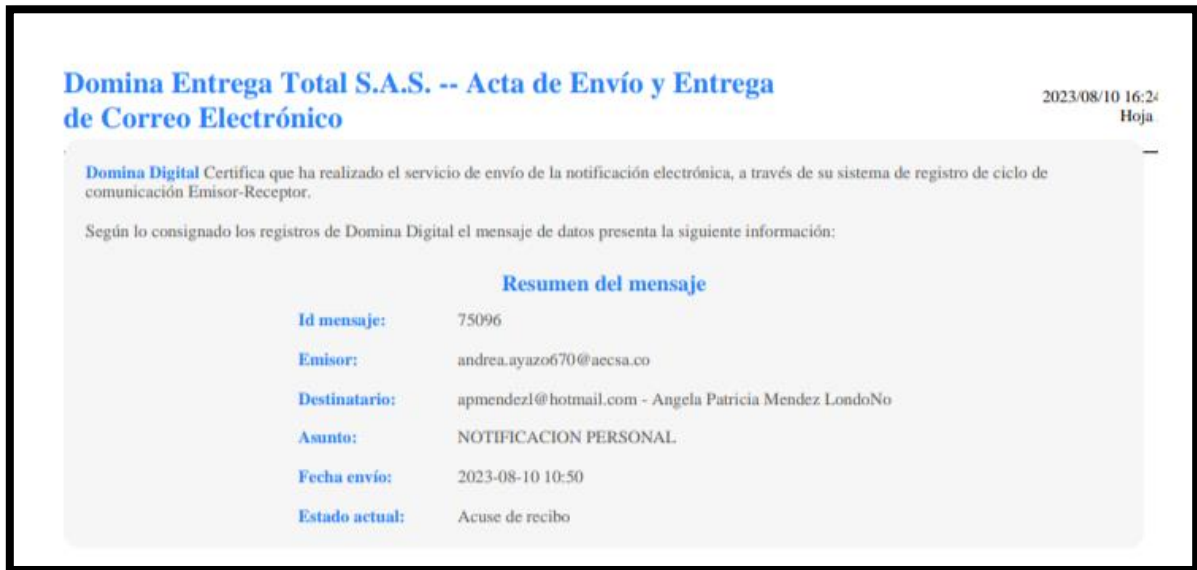 Domina Entrega Total S.A.S. -- Acta de Envío y Entrega
de Correo Electrónico
2023/08/10 16:24
Hoja
Domina Digital Certifica que ha realizado el servicio de envío de la notificación electrónica, a través de su sistema de registro de ciclo de
comunicación Emisor-Receptor.
Según lo consignado los registros de Domina Digital el mensaje de datos presenta la siguiente información:
Resumen del mensaje
Id mensaje: 75096
Emisor: andrea.ayazo670@aecsa.co
Destinatario: apmendezl@hotmail.com - Angela Patricia Mendez LondoNo
Asunto: NOTIFICACION PERSONAL
Fecha envío: 2023-08-10 10:50
Estado actual: Acuse de recibo